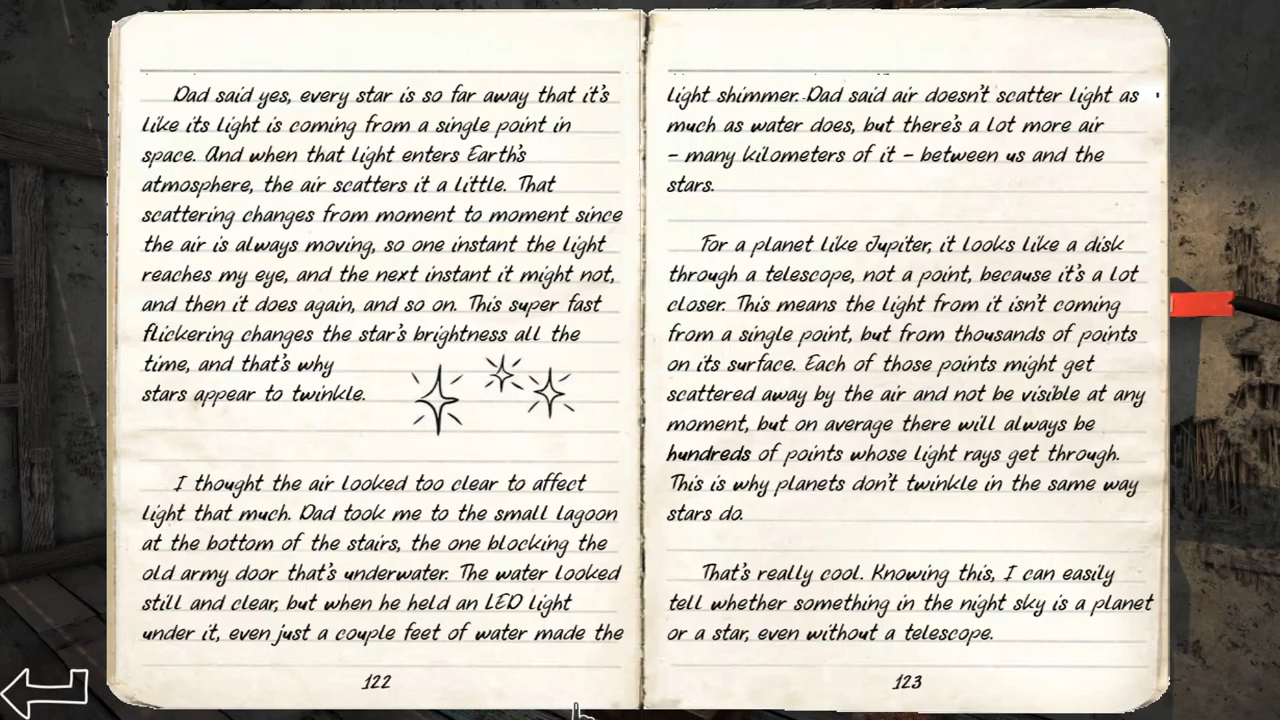 Dad said yes, every star is so far away that it's
like its light is coming from a single point in
space. And when that light enters Earth's
atmosphere, the air scatters it a little. That
scattering changes from moment to moment since
the air is always moving, so one instant the light
reaches my eye, and the next instant it might not,
and then it does again, and so on. This super fast
flickering changes the star's brightness all the
time, and that's why
stars appear to twinkle.
I thought the air looked too clear to affect
light that much. Dad took me to the small lagoon
at the bottom of the stairs, the one blocking the
old army door that's underwater. The water looked
still and clear, but when he held an LED light
under it, even just a couple feet of water made the
122
light shimmer. Dad said air doesn't scatter light as
much as water does, but there's a lot more air
– many kilometers of it – between us and the
stars.
For a planet like Jupiter, it looks like a disk
through a telescope, not a point, because it's a lot
closer. This means the light from it isn't coming
from a single point, but from thousands of points
on its surface. Each of those points might get
scattered away by the air and not be visible at any
moment, but on average there will always be
hundreds of points whose light rays get through.
This is why planets don't twinkle in the same way
stars do.
That's really cool. Knowing this, I can easily
tell whether something in the night sky is a planet
or a star, even without a telescope.
123